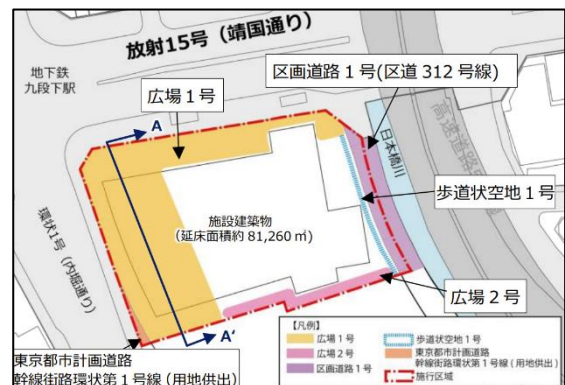 放射15号（靖国通り）
地下鉄
九段下駅
区画道路1号(区道312号線)
広場1号
A
日本橋川
高速道路
歩道状空地1号
環状1号（内堀通り）
施設建築物
（延床面積約 81,260 ㎡）
広場2号
A'
東京都市計画道路
幹線街路環状第1号線(用地供出)
【凡例】
広場1号
広場2号
区画道路1号
歩道状空地1号
東京都市計画道路
幹線街路環状第1号線(用地供出)
施行区域